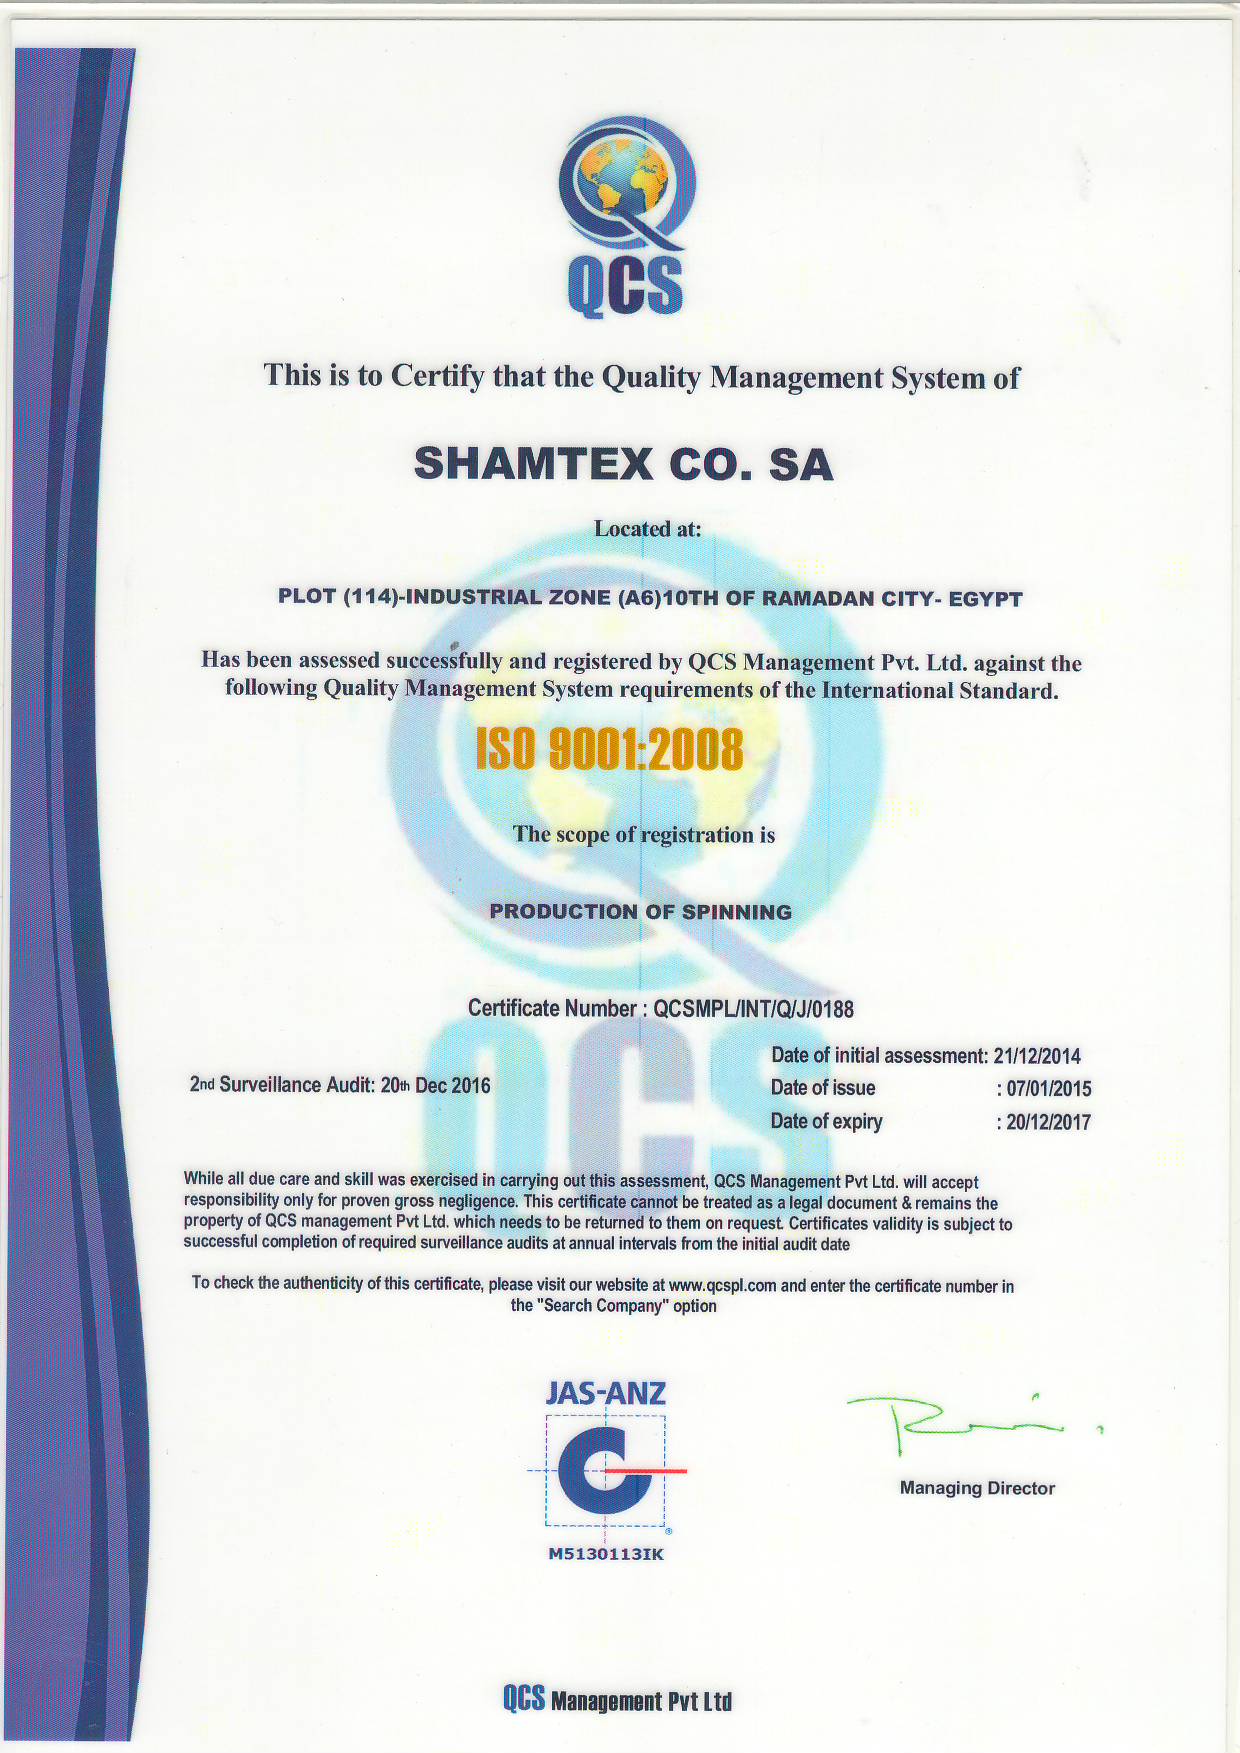 QCS
This is to Certify that the Quality Management System of
SHAMTEX CO. SA
Located at:
PLOT (114)-INDUSTRIAL ZONE (A6)10TH OF RAMADAN CITY- EGYPT
Has been assessed successfully and registered by QCS Management Pvt. Ltd. against the
following Quality Management System requirements of the International Standard.
ISO 9001:2008
The scope of registration is
PRODUCTION OF SPINNING
QCS
Certificate Number : QCSMPL/INT/Q/J/0188
Date of initial assessment: 21/12/2014
2nd Surveillance Audit: 20th Dec 2016
Date of issue : 07/01/2015
Date of expiry : 20/12/2017
While all due care and skill was exercised in carrying out this assessment, QCS Management Pvt Ltd. will accept
responsibility only for proven gross negligence. This certificate cannot be treated as a legal document & remains the
property of QCS management Pvt Ltd. which needs to be returned to them on request. Certificates validity is subject to
successful completion of required surveillance audits at annual intervals from the initial audit date
To check the authenticity of this certificate, please visit our website at www.qcspl.com and enter the certificate number in
the "Search Company" option
JAS-ANZ
®
M5130113IK
Managing Director
QCS Management Pvt Ltd